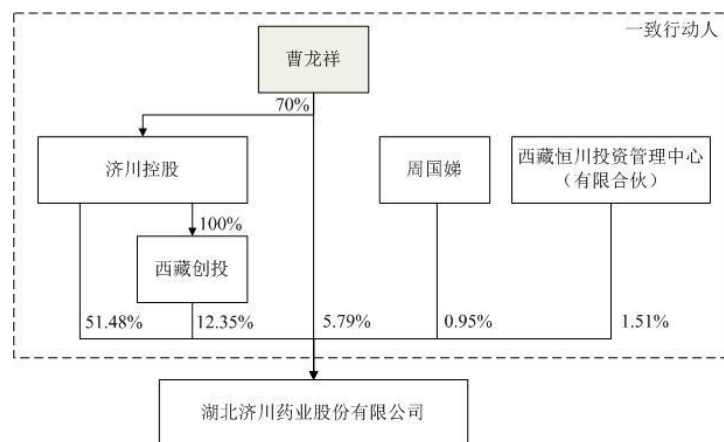 一致行动人
曹龙祥
70%
济川控股
周国娣
西藏恒川投资管理中心
（有限合伙）
100%
西藏创投
51.48%
12.35%
5.79%
0.95%
1.51%
湖北济川药业股份有限公司